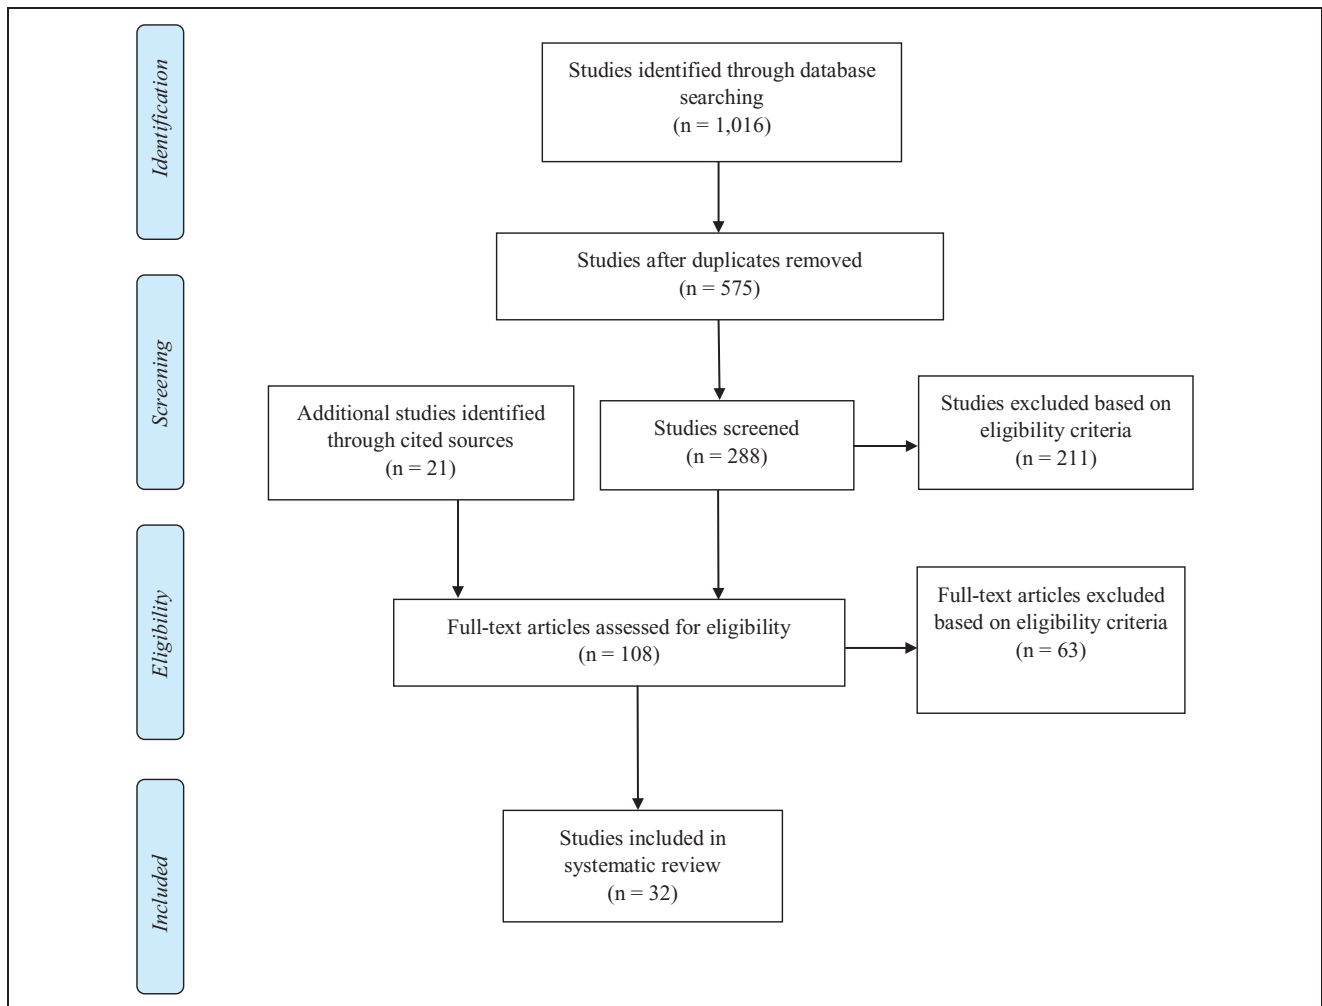 Identification
Studies identified through database
searching
(n = 1,016)
Studies after duplicates removed
(n = 575)
Screening
Additional studies identified
through cited sources
(n = 21)
Studies screened
(n = 288)
Studies excluded based on
eligibility criteria
(n = 211)
Eligibility
Full-text articles assessed for eligibility
(n = 108)
Full-text articles excluded
based on eligibility criteria
(n = 63)
Included
Studies included in
systematic review
(n = 32)